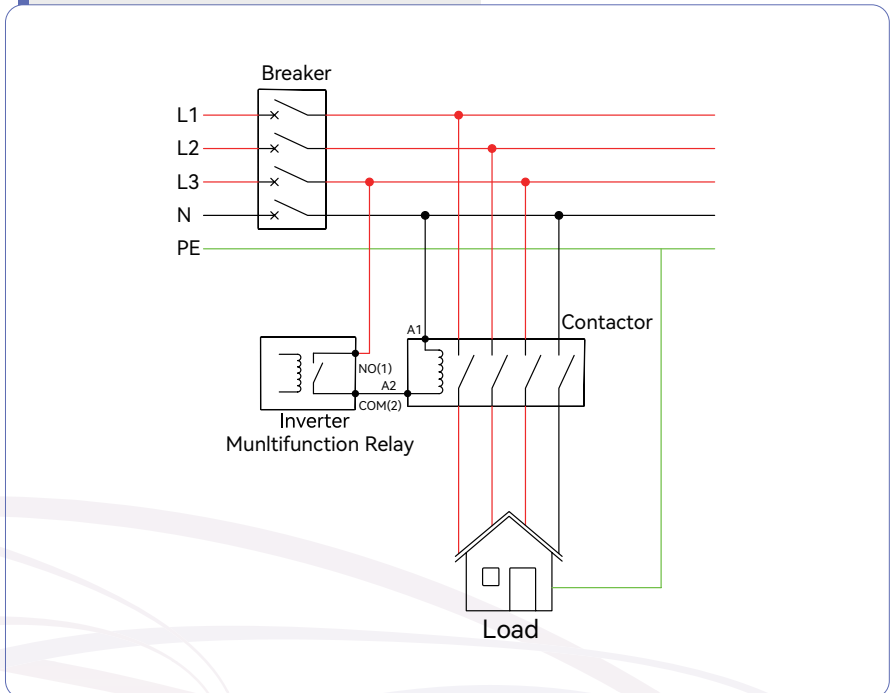 Breaker
L1
L2
L3
N
PE
A1
Contactor
NO(1)
A2
COM(2)
Inverter
Munltifunction Relay
Load